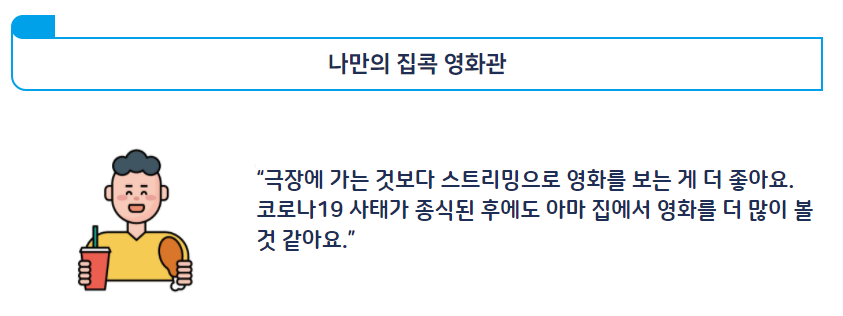 나만의 집콕 영화관
“극장에 가는 것보다 스트리밍으로 영화를 보는 게 더 좋아요.
코로나19 사태가 종식된 후에도 아마 집에서 영화를 더 많이 볼
것 같아요.”